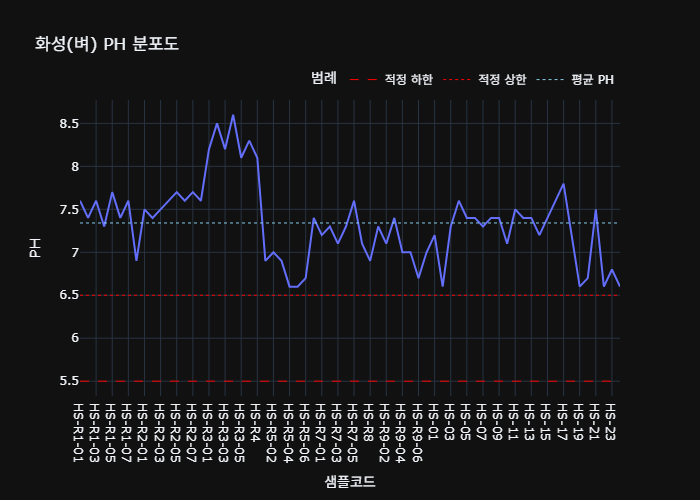 화성(벼) PH 분포도
범례 적정 하한 적정 상한 평균 PH
8.5
8
7.5
7
6.5
6
5.5
PH
HS-R1-01
HS-R1-03
HS-R1-05
HS-R1-07
HS-R2-01
HS-R2-03
HS-R2-05
HS-R2-07
HS-R3-01
HS-R3-03
HS-R3-05
HS-R4
HS-R5-02
HS-R5-04
HS-R5-06
HS-R7-01
HS-R7-03
HS-R7-05
HS-R8
HS-R9-02
HS-R9-04
HS-R9-06
HS-01
HS-03
HS-05
HS-07
HS-09
HS-11
HS-13
HS-15
HS-17
HS-19
HS-21
HS-23
샘플코드